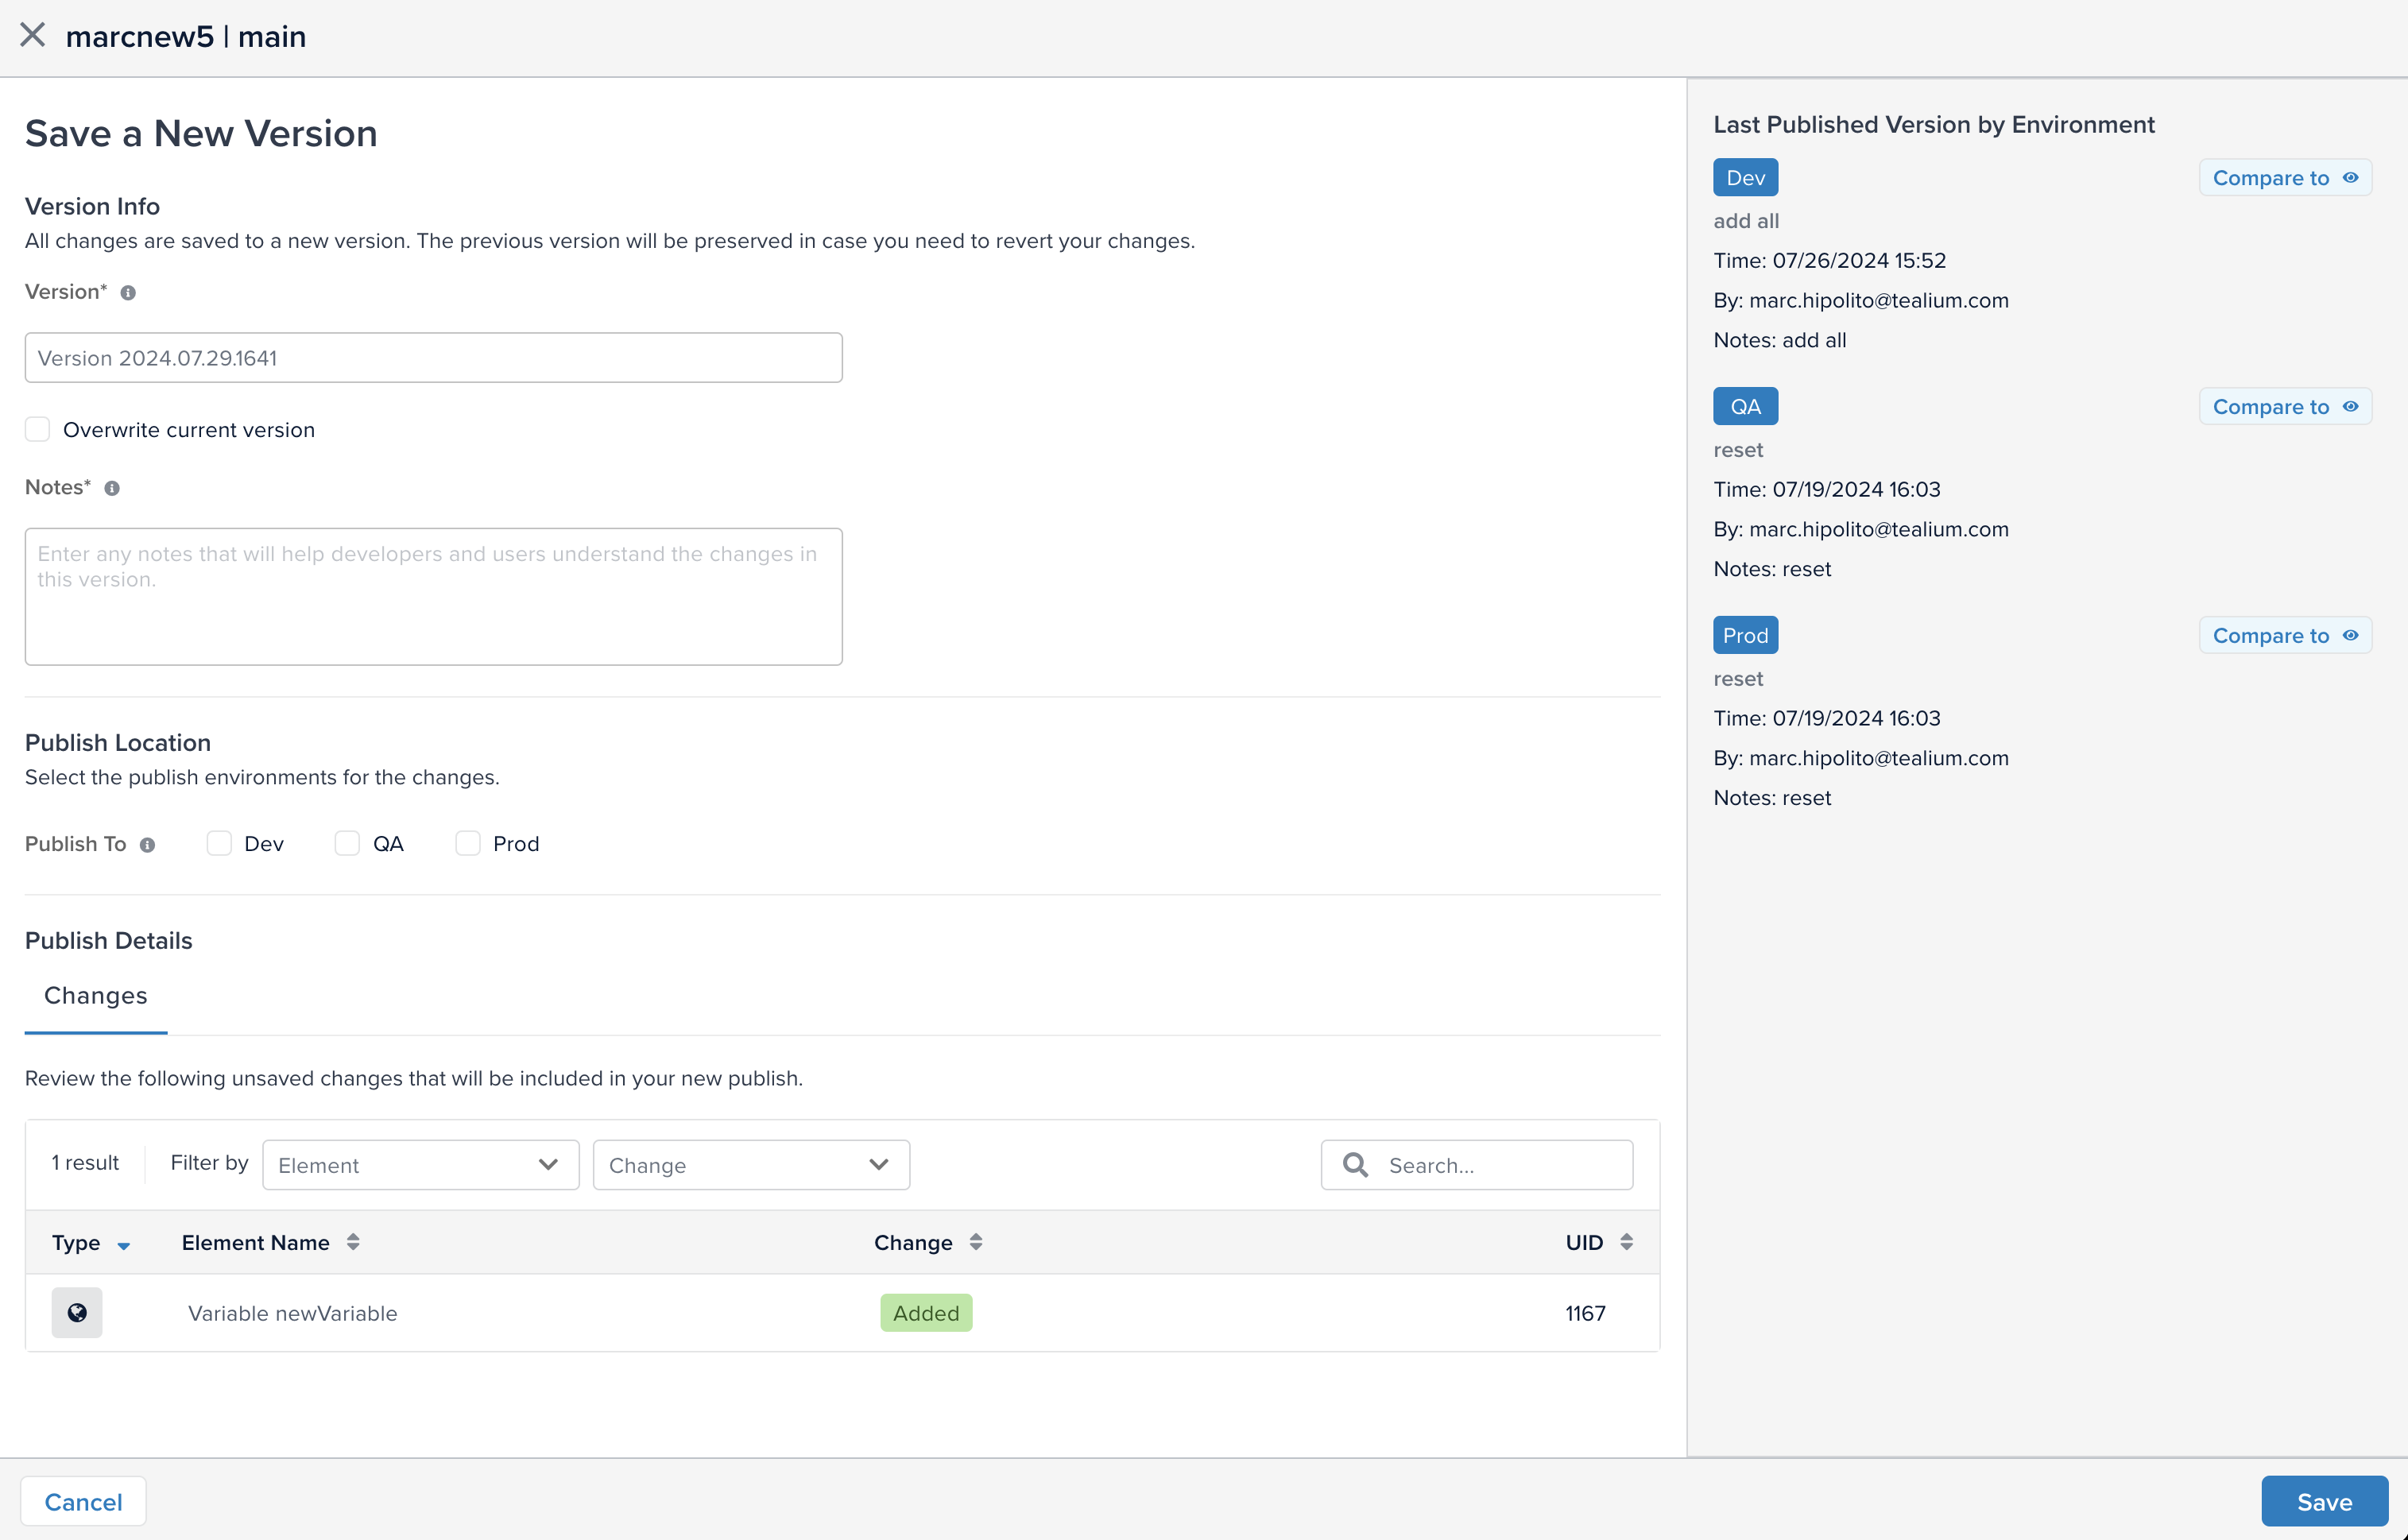 marcnew5 | main
Save a New Version
Version Info
All changes are saved to a new version. The previous version will be preserved in case you need to revert your changes.
Version*
Version 2024.07.29.1641
Overwrite current version
Notes*
Enter any notes that will help developers and users understand the changes in
this version.
Publish Location
Select the publish environments for the changes.
Publish To Dev QA Prod
Publish Details
Changes
Review the following unsaved changes that will be included in your new publish.
1 result Filter by Element Change Search...
Type Element Name Change UID
Variable newVariable Added 1167
Last Published Version by Environment
Dev Compare to
add all
Time: 07/26/2024 15:52
By: marc.hipolito@tealium.com
Notes: add all
QA Compare to
reset
Time: 07/19/2024 16:03
By: marc.hipolito@tealium.com
Notes: reset
Prod Compare to
reset
Time: 07/19/2024 16:03
By: marc.hipolito@tealium.com
Notes: reset
Cancel Save